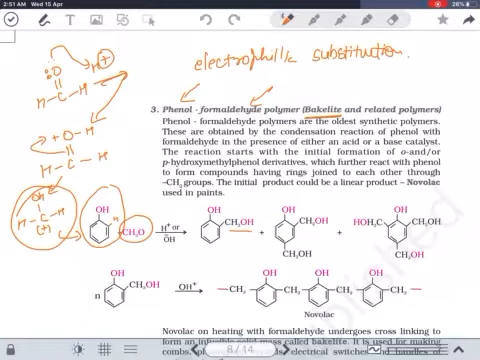 2:51 AM Wed 15 Apr
26%
electrophilic substitution.
:O: H+
H-C-H
+O-H
H-C-H
OH
H-C-H
(+)
H
3. Phenol - formaldehyde polymer (Bakelite and related polymers)
Phenol - formaldehyde polymers are the oldest synthetic polymers.
These are obtained by the condensation reaction of phenol with
formaldehyde in the presence of either an acid or a base catalyst.
The reaction starts with the initial formation of o-and/or
p-hydroxymethylphenol derivatives, which further react with phenol
to form compounds having rings joined to each other through
–CH₂ groups. The initial product could be a linear product – Novolac
used in paints.
OH OH OH OH
+CH₂O H⁺ or ŌH CH₂OH + CH₂OH + HOH₂C CH₂OH
CH₂OH CH₂OH
OH OH OH OH
n CH₂OH OH⁺ CH₂ CH₂ CH₂ CH₂
Novolac
Novolac on heating with formaldehyde undergoes cross linking to
form an infusible solid mass called bakelite. It is used for making
combs, electrical switches and handles of
8 / 14